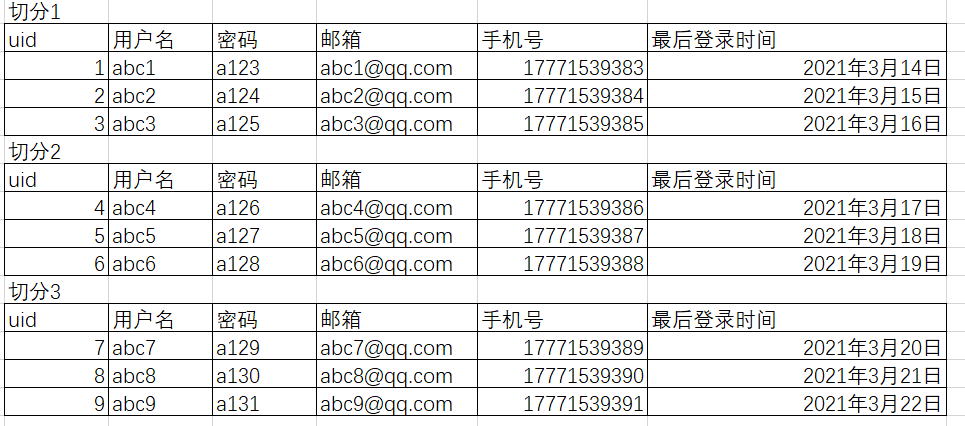 切分1
uid 用户名 密码 邮箱 手机号 最后登录时间
1 abc1 a123 abc1@qq.com 17771539383 2021年3月14日
2 abc2 a124 abc2@qq.com 17771539384 2021年3月15日
3 abc3 a125 abc3@qq.com 17771539385 2021年3月16日
切分2
uid 用户名 密码 邮箱 手机号 最后登录时间
4 abc4 a126 abc4@qq.com 17771539386 2021年3月17日
5 abc5 a127 abc5@qq.com 17771539387 2021年3月18日
6 abc6 a128 abc6@qq.com 17771539388 2021年3月19日
切分3
uid 用户名 密码 邮箱 手机号 最后登录时间
7 abc7 a129 abc7@qq.com 17771539389 2021年3月20日
8 abc8 a130 abc8@qq.com 17771539390 2021年3月21日
9 abc9 a131 abc9@qq.com 17771539391 2021年3月22日